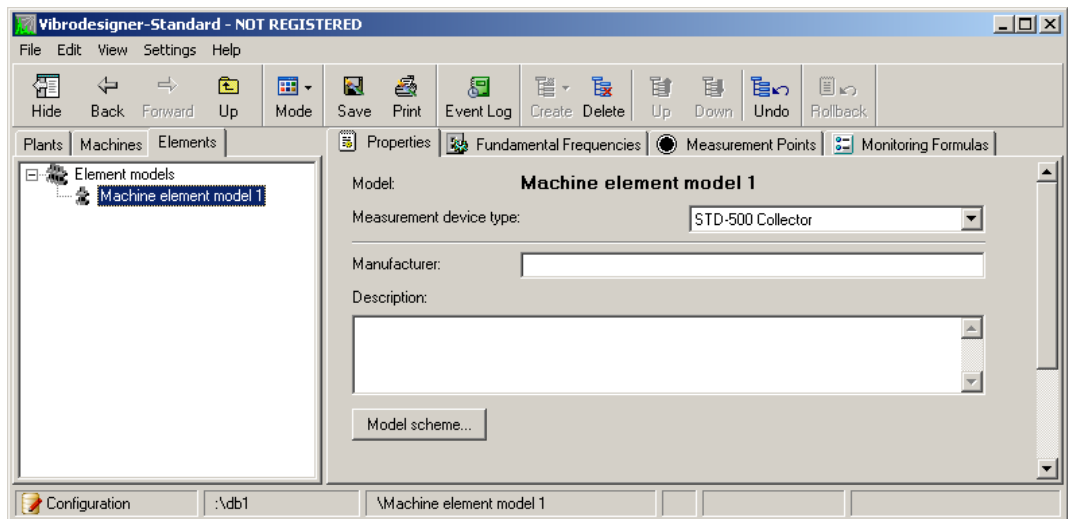 Vibrodesigner-Standard - NOT REGISTERED
File Edit View Settings Help
Hide Back Forward Up Mode Save Print Event Log Create Delete Up Down Undo Rollback
Plants Machines Elements
Properties Fundamental Frequencies Measurement Points Monitoring Formulas
Element models
Machine element model 1
Model: Machine element model 1
Measurement device type: STD-500 Collector
Manufacturer:
Description:
Model scheme...
Configuration :\db1 \Machine element model 1